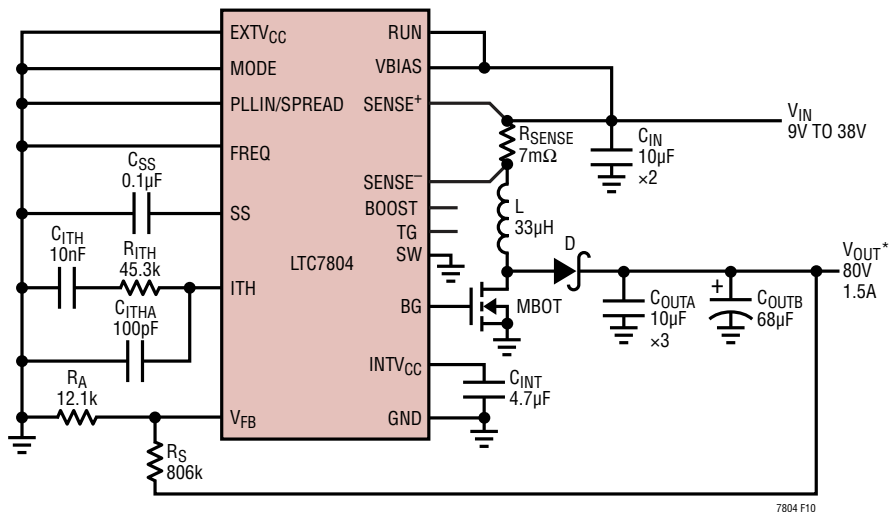 EXTVCC
MODE
PLLIN/SPREAD
FREQ
SS
ITH
VFB
RUN
VBIAS
SENSE+
SENSE–
BOOST
TG
SW
BG
INTVCC
GND
LTC7804
CSS
0.1µF
CITH
10nF
RITH
45.3k
CITHA
100pF
RA
12.1k
RS
806k
RSENSE
7mΩ
L
33µH
D
MBOT
CIN
10µF
×2
VIN
9V TO 38V
COUTA
10µF
×3
+
COUTB
68µF
VOUT*
80V
1.5A
CINT
4.7µF
7804 F10